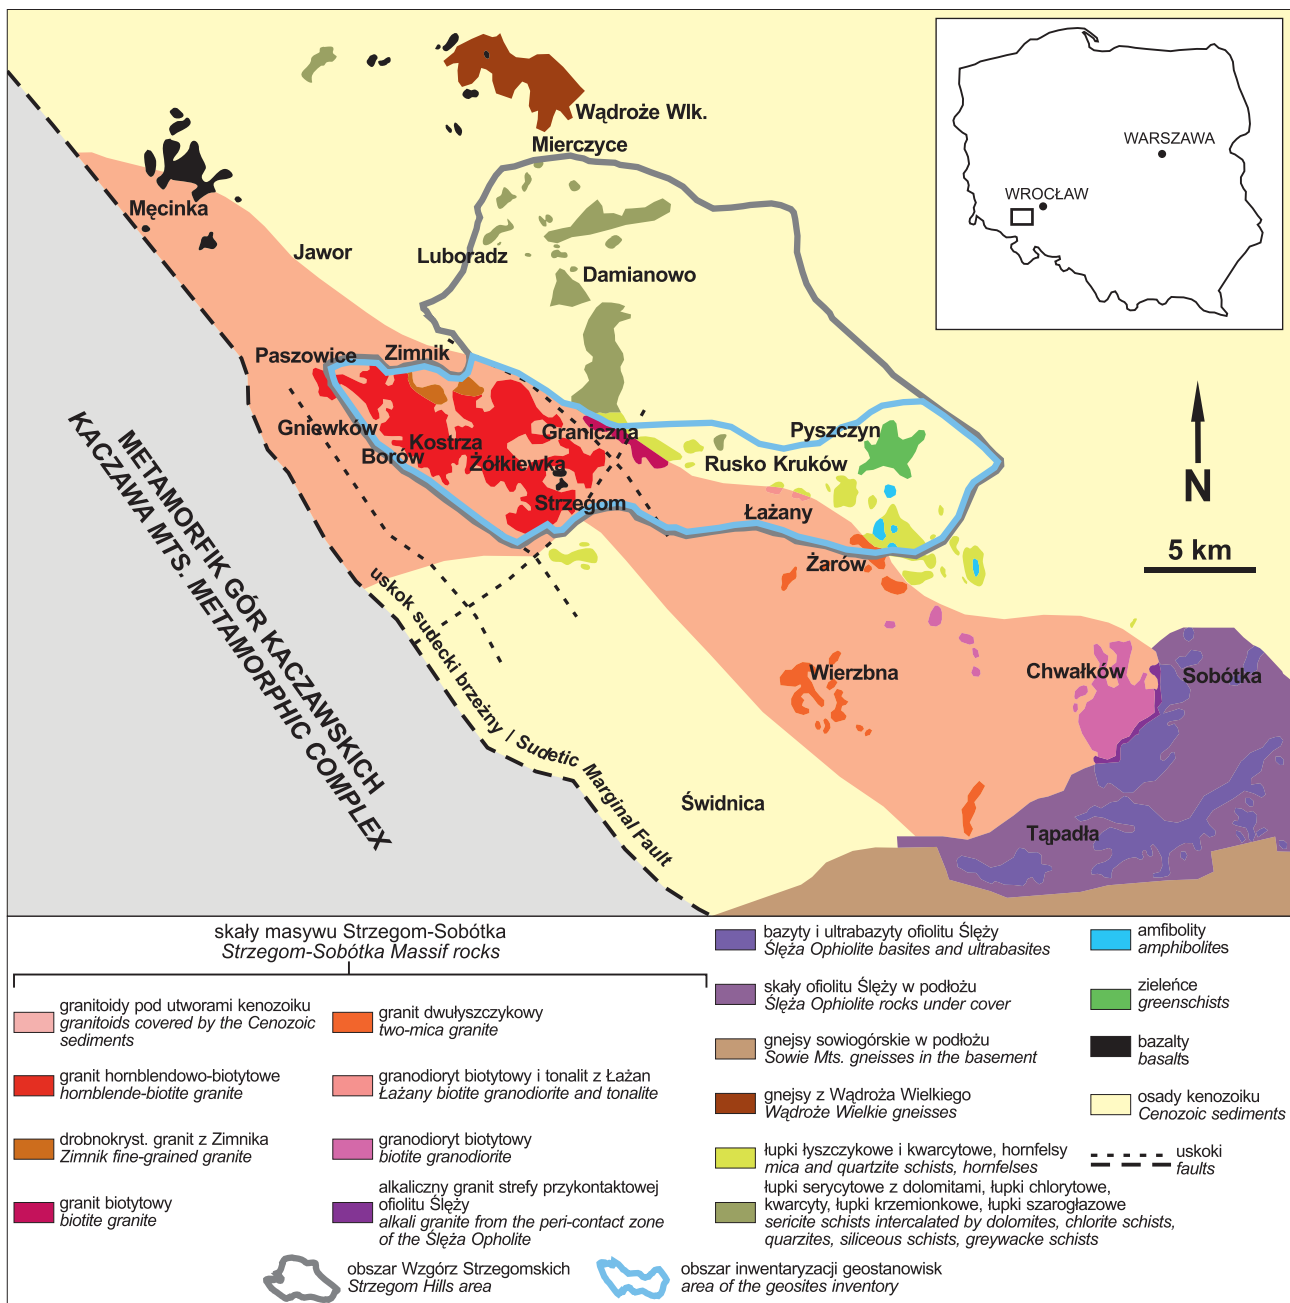 Wądroże Wlk.
Mierczyce
WARSZAWA
WROCŁAW
Męcinka
Jawor
Luboradz
Damianowo
Paszowice
Zimnik
Gniewków
Kostrza
Borów
Graniczna
Żółkiewka
Strzegom
Pyszczyn
Rusko Kruków
Łażany
Żarów
N
5 km
METAMORFIK GÓR KACZAWSKICH
KACZAWA MTS. METAMORPHIC COMPLEX
uskok sudecki brzeżny | Sudetic Marginal Fault
Wierzbna
Chwałków
Sobótka
Świdnica
Tąpadła
skały masywu Strzegom-Sobótka
Strzegom-Sobótka Massif rocks
granitoidy pod utworami kenozoiku
granitoids covered by the Cenozoic
sediments
granit hornblendowo-biotytowe
hornblende-biotite granite
drobnokryst. granit z Zimnika
Zimnik fine-grained granite
granit biotytowy
biotite granite
granit dwułyszczykowy
two-mica granite
granodioryt biotytowy i tonalit z Łażan
Łażany biotite granodiorite and tonalite
granodioryt biotytowy
biotite granodiorite
alkaliczny granit strefy przykontaktowej
ofiolitu Ślęży
alkali granite from the peri-contact zone
of the Ślęża Opholite
bazyty i ultrabazyty ofiolitu Ślęży
Ślęża Ophiolite basites and ultrabasites
skały ofiolitu Ślęży w podłożu
Ślęża Ophiolite rocks under cover
gnejsy sowiogórskie w podłożu
Sowie Mts. gneisses in the basement
gnejsy z Wądroża Wielkiego
Wądroże Wielkie gneisses
łupki łyszczykowe i kwarcytowe, hornfelsy
mica and quartzite schists, hornfelses
łupki serycytowe z dolomitami, łupki chlorytowe,
kwarcyty, łupki krzemionkowe, łupki szarogłazowe
sericite schists intercalated by dolomites, chlorite schists,
quarzites, siliceous schists, greywacke schists
amfibolity
amphibolites
zieleńce
greenschists
bazalty
basalts
osady kenozoiku
Cenozoic sediments
uskoki
faults
obszar Wzgórz Strzegomskich
Strzegom Hills area
obszar inwentaryzacji geostanowisk
area of the geosites inventory